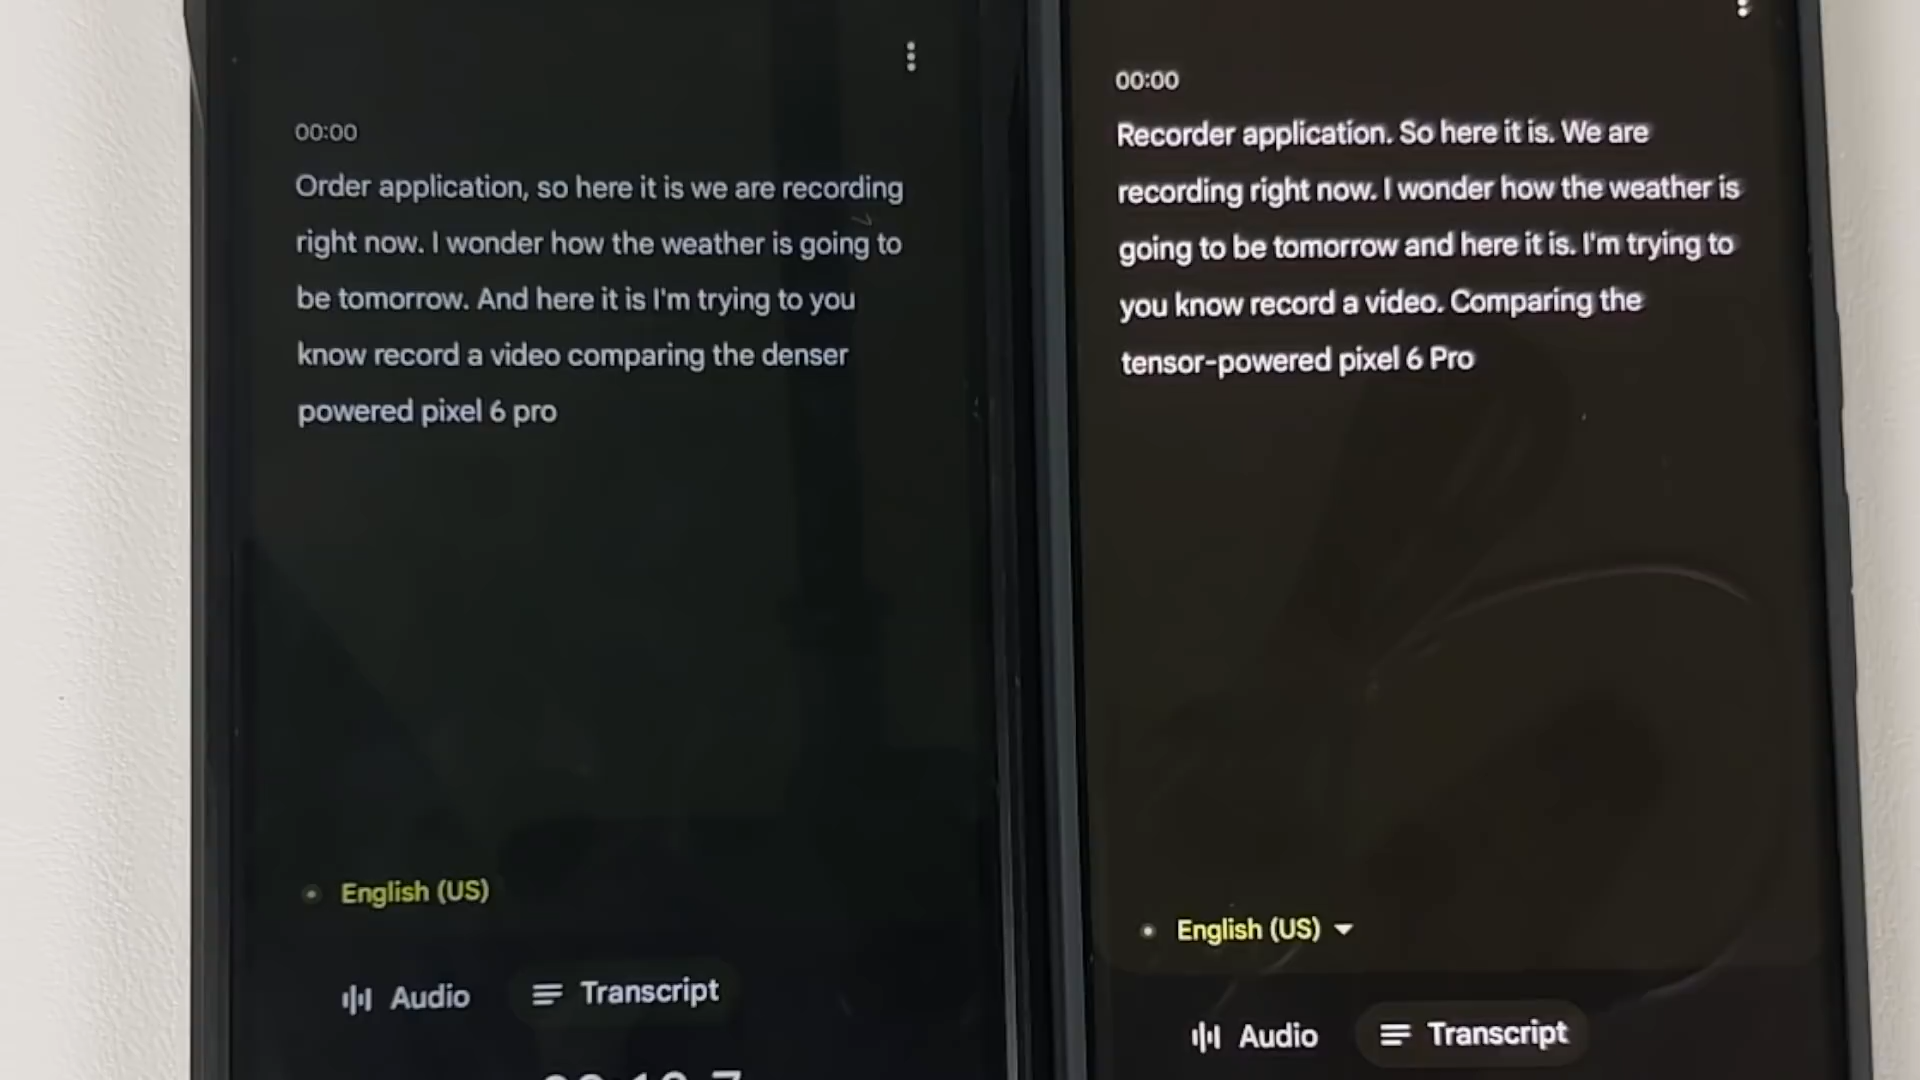 00:00
Order application, so here it is we are recording
right now. I wonder how the weather is going to
be tomorrow. And here it is I'm trying to you
know record a video comparing the denser
powered pixel 6 pro
English (US)
Audio
Transcript
00:00
Recorder application. So here it is. We are
recording right now. I wonder how the weather is
going to be tomorrow and here it is. I'm trying to
you know record a video. Comparing the
tensor-powered pixel 6 Pro
English (US)
Audio
Transcript